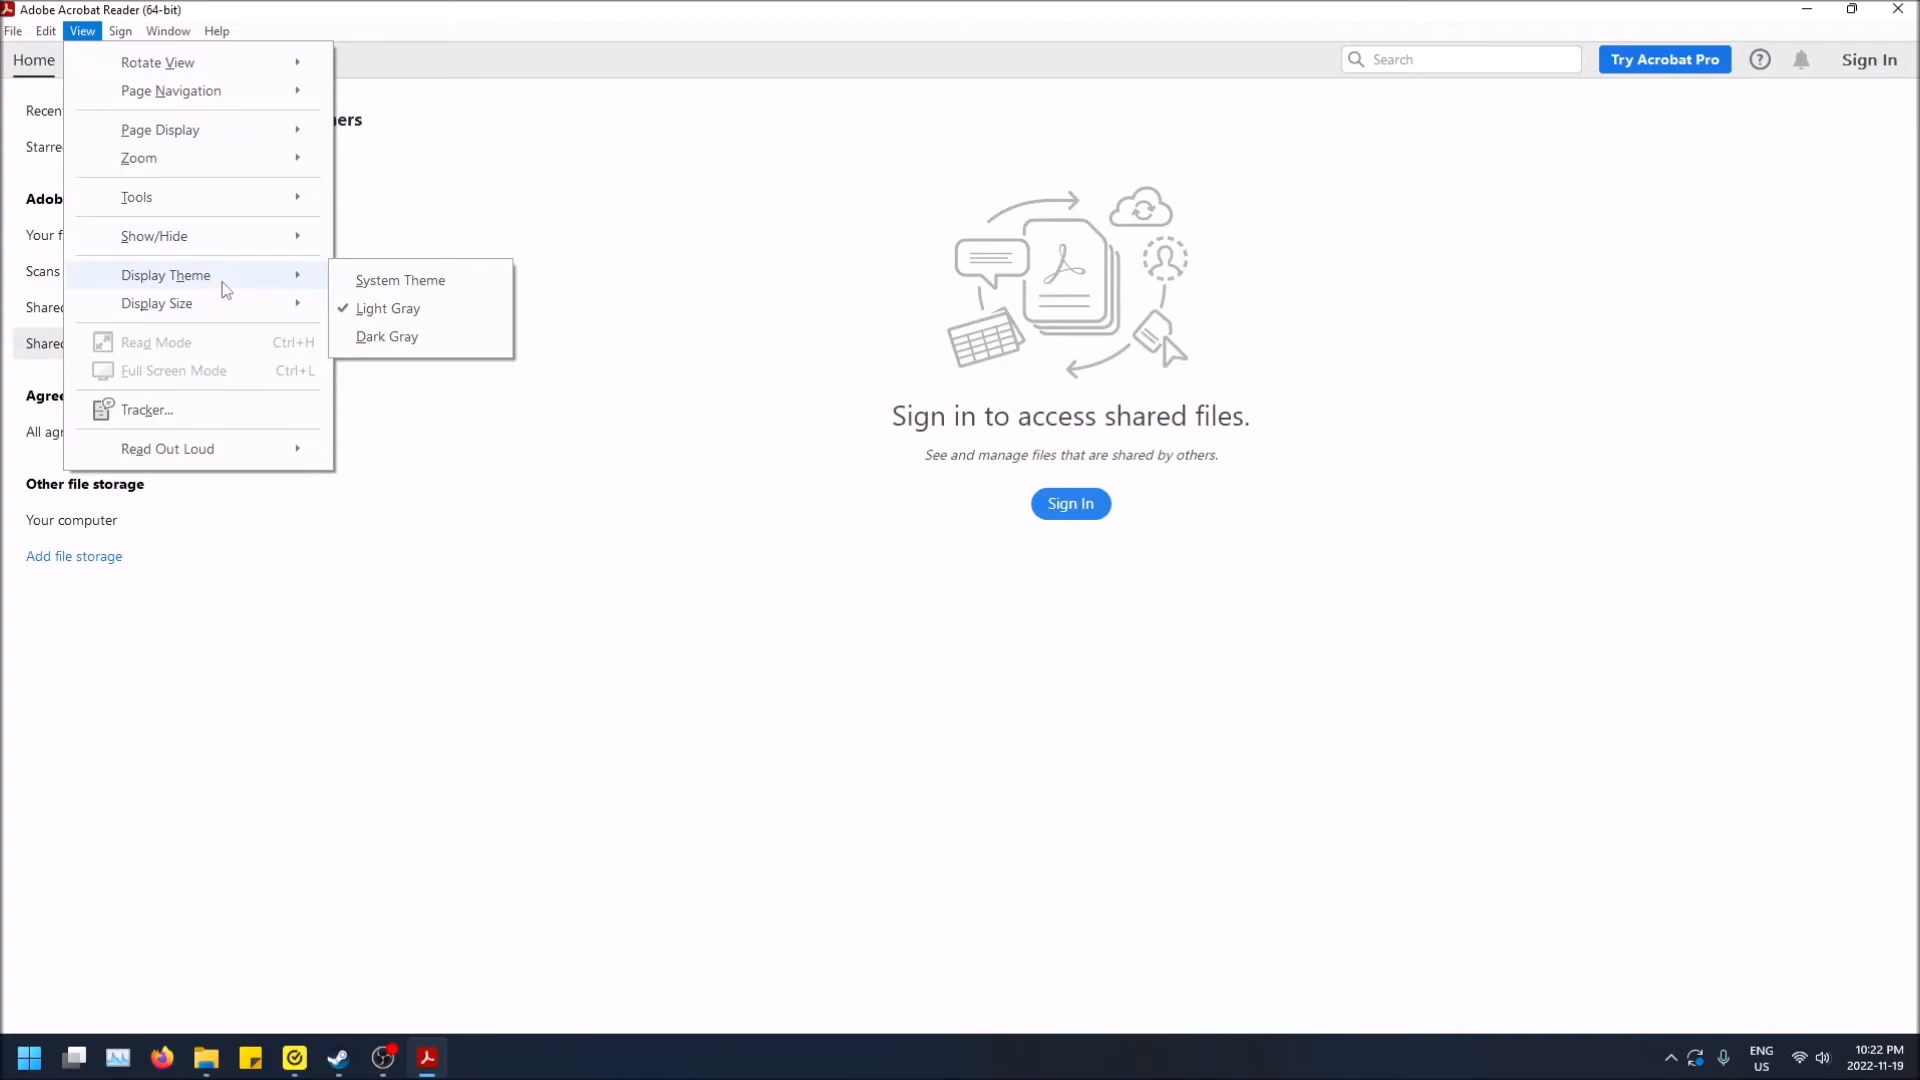 Adobe Acrobat Reader (64-bit)
File Edit View Sign Window Help
Home
Search
Try Acrobat Pro
Sign In
Rotate View
Page Navigation
Page Display
Zoom
Tools
Show/Hide
Display Theme
Display Size
Read Mode Ctrl+H
Full Screen Mode Ctrl+L
Tracker...
Read Out Loud
System Theme
Light Gray
Dark Gray
Recen
Starre
Adob
Your f
Scans
Shared
Shared
Agree
All agr
Other file storage
Your computer
Add file storage
hers
Sign in to access shared files.
See and manage files that are shared by others.
Sign In
ENG
US
10:22 PM
2022-11-19